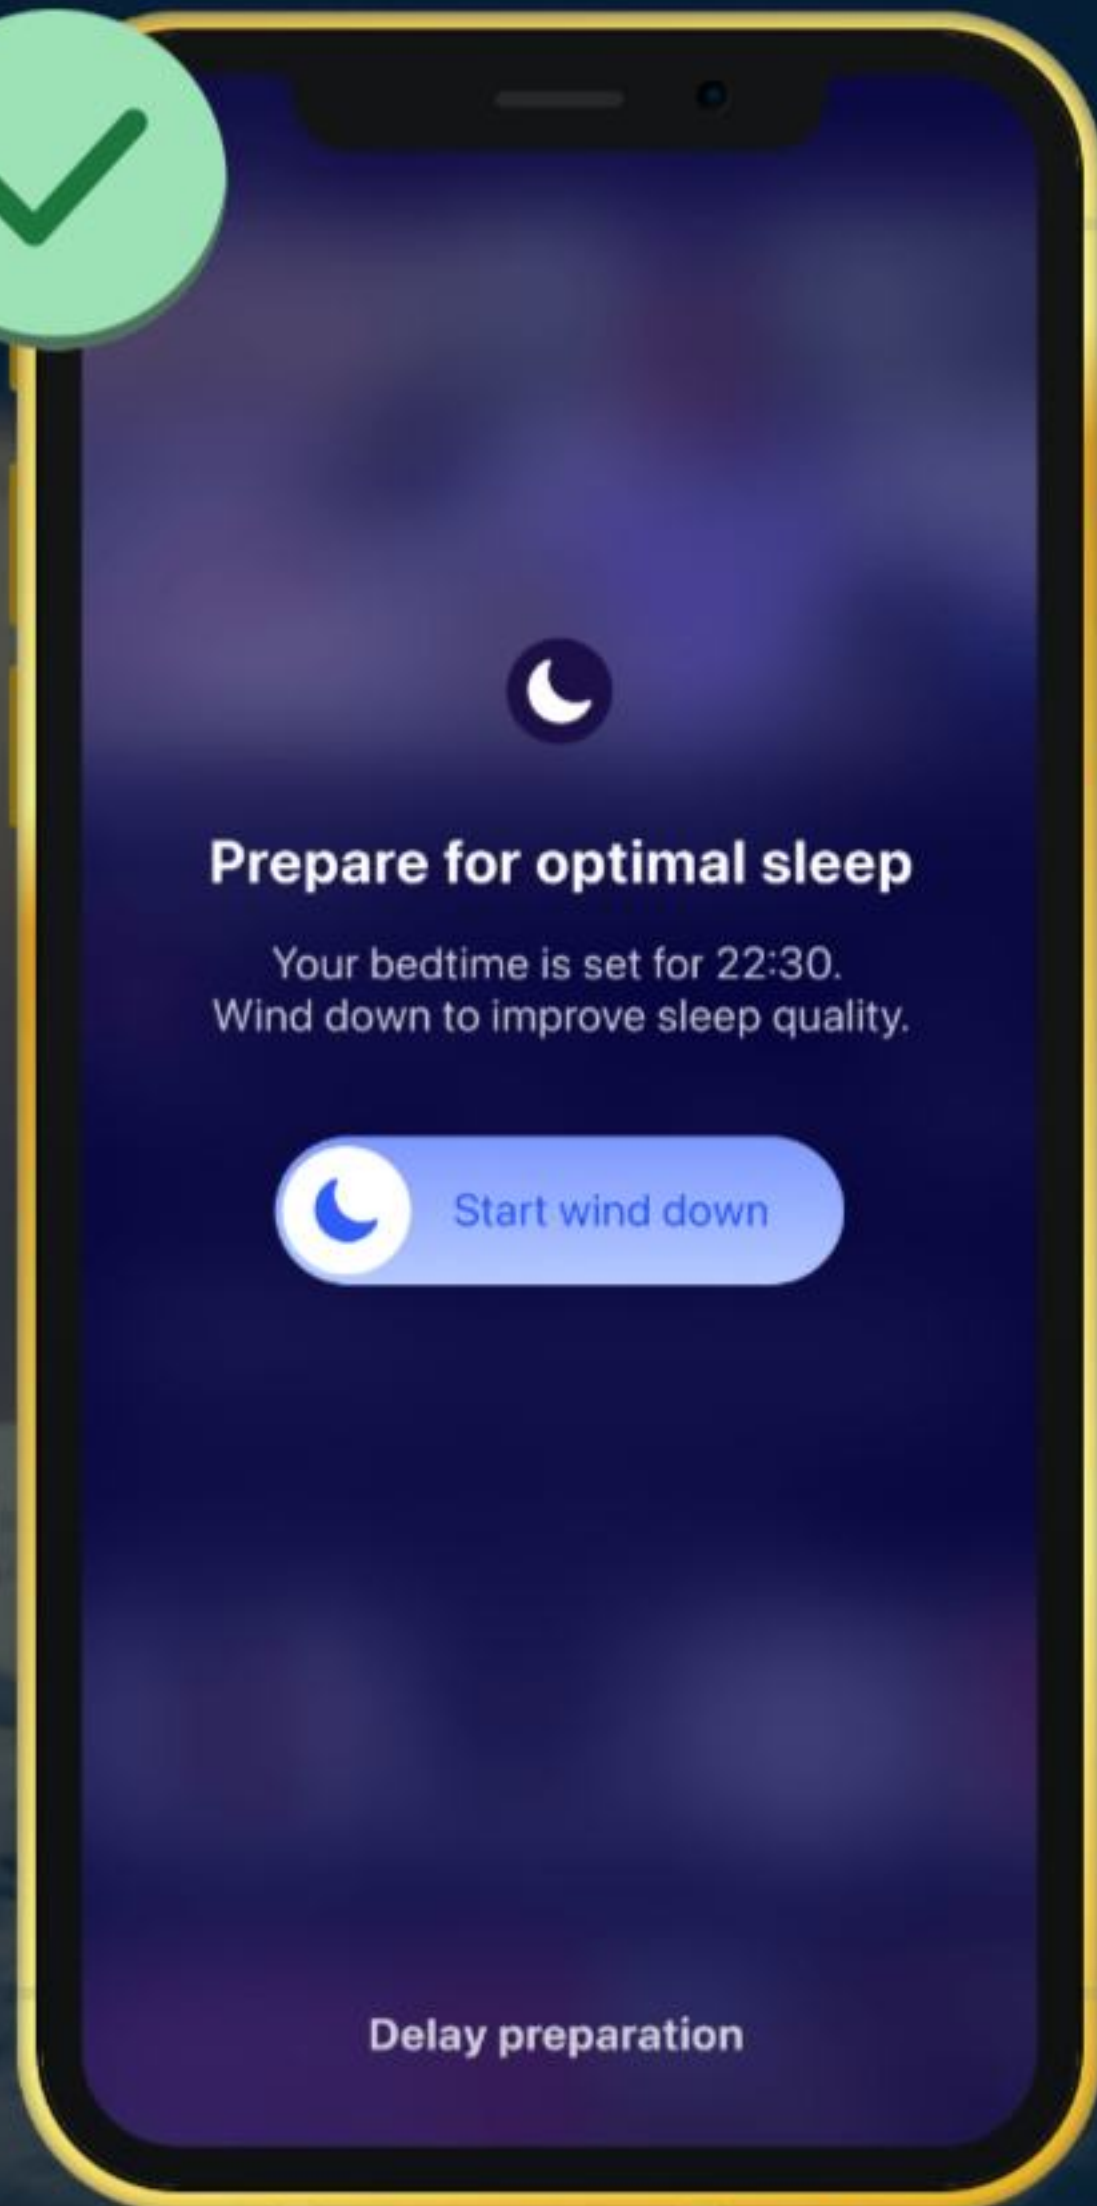 Prepare for optimal sleep
Your bedtime is set for 22:30.
Wind down to improve sleep quality.
Start wind down
Delay preparation